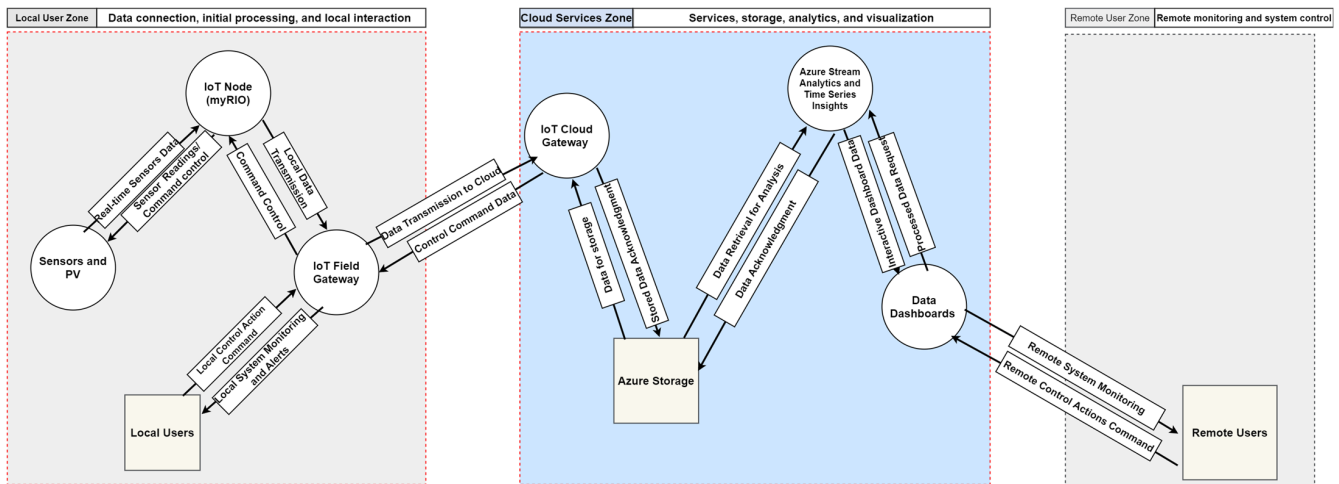 Local User Zone
Data connection, initial processing, and local interaction
Cloud Services Zone
Services, storage, analytics, and visualization
Remote User Zone
Remote monitoring and system control
IoT Node
(myRIO)
Real-time Sensors Data
Sensor Readings/
Command control
Local Data
Transmission
Command Control
Sensors and
PV
IoT Field
Gateway
Local Control Action
Command
Local System Monitoring
and Alerts
Local Users
Data Transmission to Cloud
Control Command Data
IoT Cloud
Gateway
Data for storage
Stored Data Acknowledgment
Azure Storage
Data Retrieval for Analysis
Data Acknowledgment
Azure Stream
Analytics and
Time Series
Insights
Interactive Dashboard Data
Processed Data Request
Data
Dashboards
Remote System Monitoring
Remote Control Actions Command
Remote Users